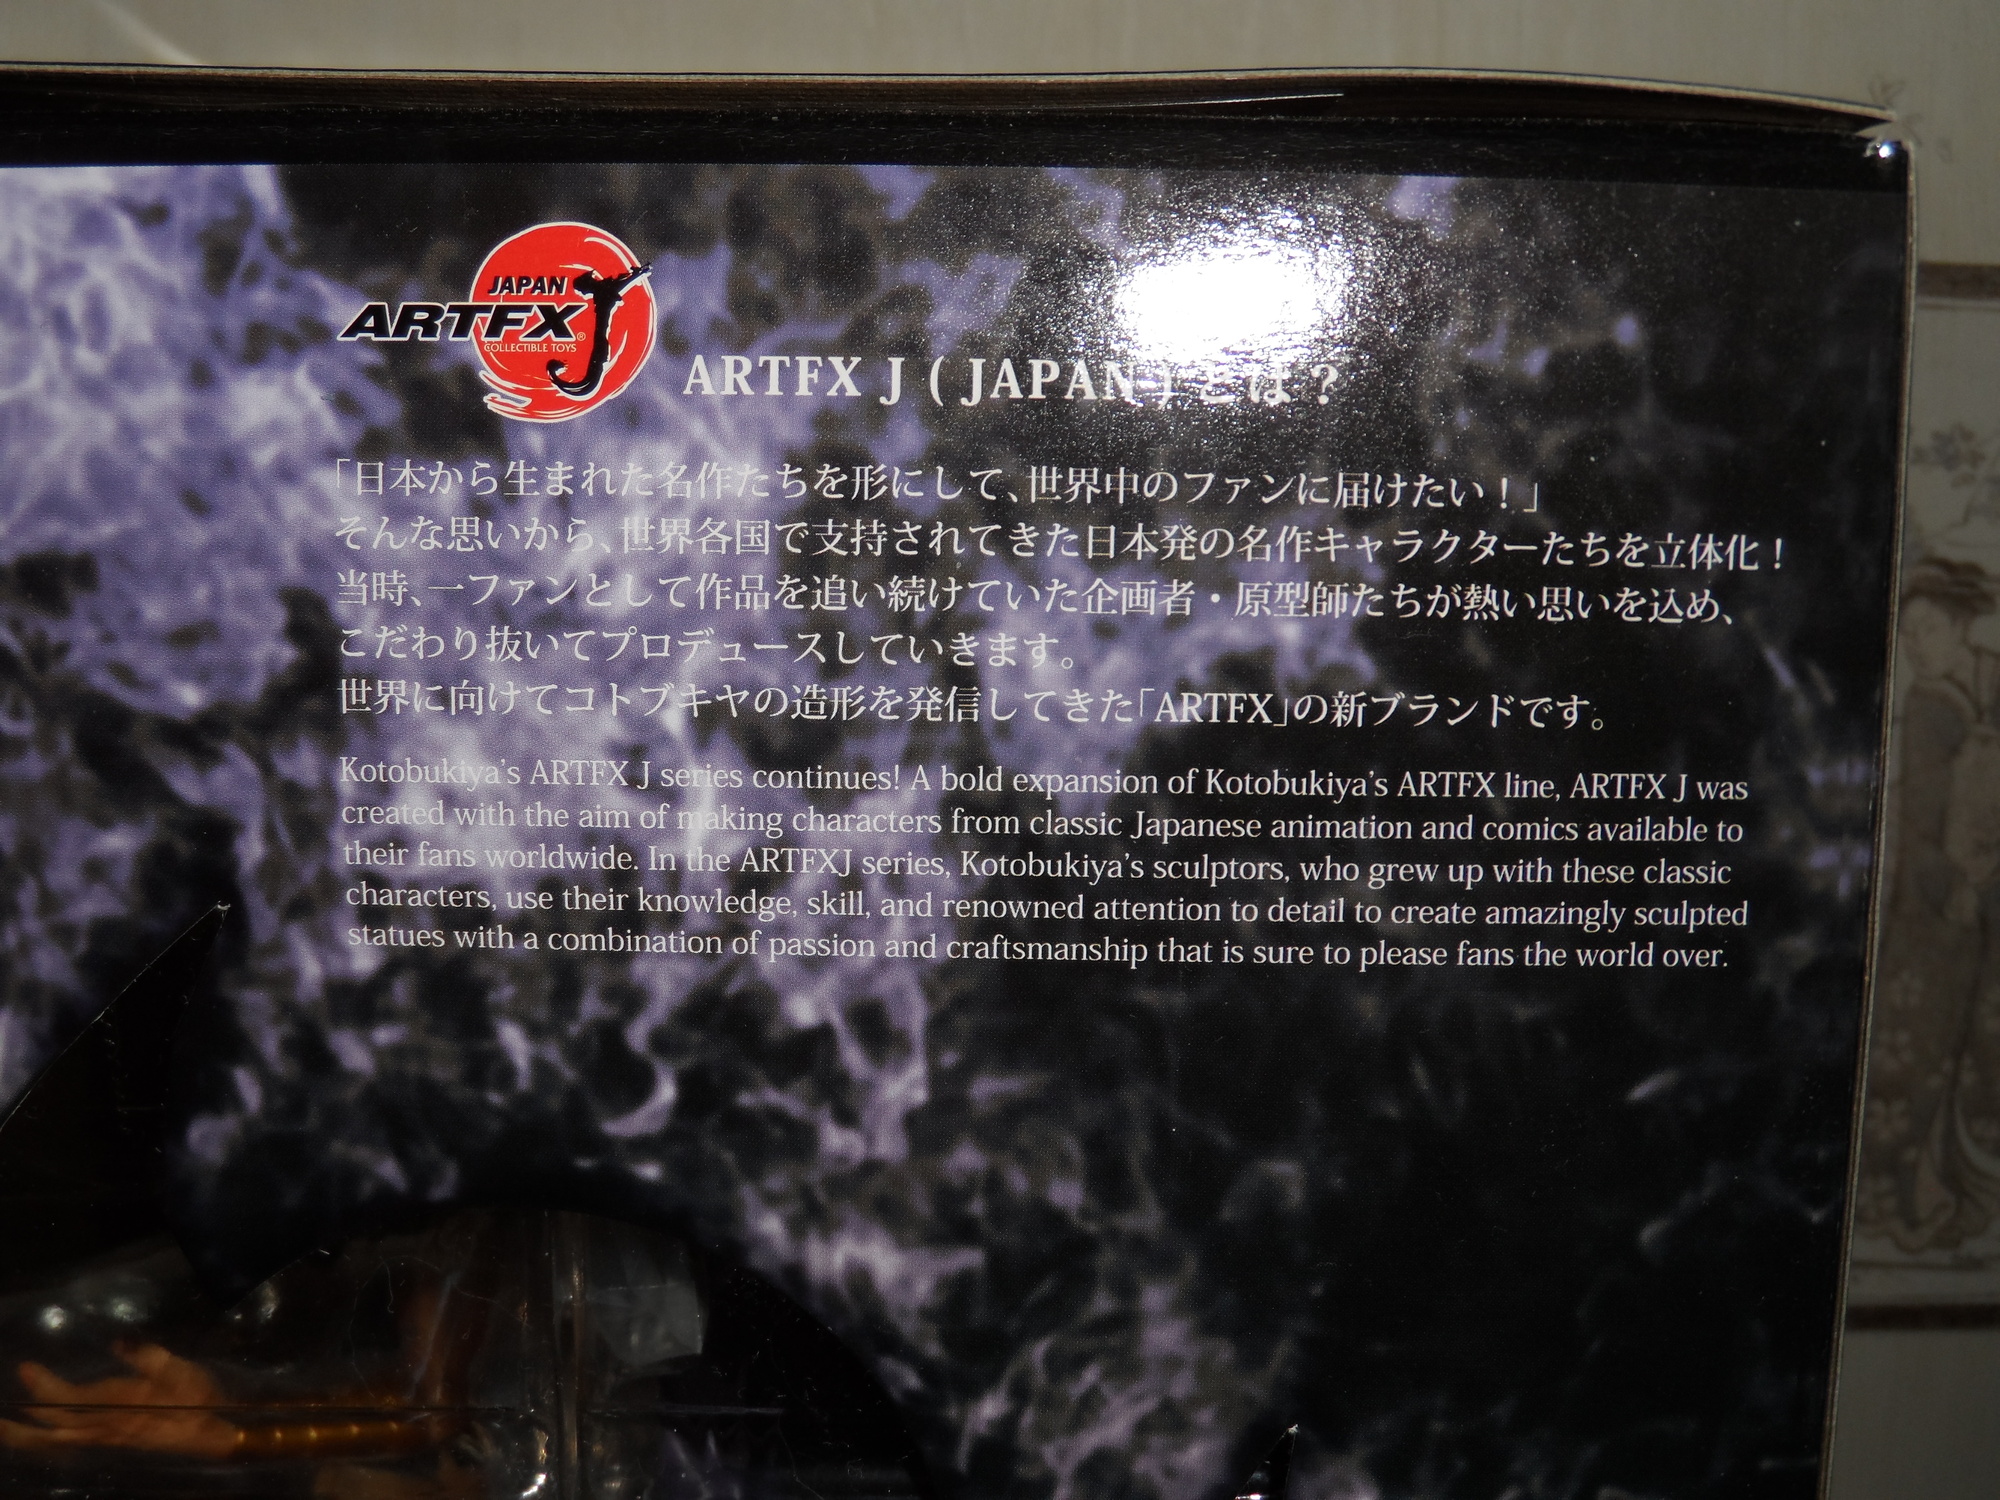 JAPAN
ARTFX J®
COLLECTIBLE TOYS
ARTFX J ( JAPAN ) とは？
「日本から生まれた名作たちを形にして、世界中のファンに届けたい！」
そんな思いから、世界各国で支持されてきた日本発の名作キャラクターたちを立体化！
当時、一ファンとして作品を追い続けていた企画者・原型師たちが熱い思いを込め、
こだわり抜いてプロデュースしていきます。
世界に向けてコトブキヤの造形を発信してきた「ARTFX」の新ブランドです。
Kotobukiya's ARTFX J series continues! A bold expansion of Kotobukiya's ARTFX line, ARTFX J was
created with the aim of making characters from classic Japanese animation and comics available to
their fans worldwide. In the ARTFXJ series, Kotobukiya's sculptors, who grew up with these classic
characters, use their knowledge, skill, and renowned attention to detail to create amazingly sculpted
statues with a combination of passion and craftsmanship that is sure to please fans the world over.